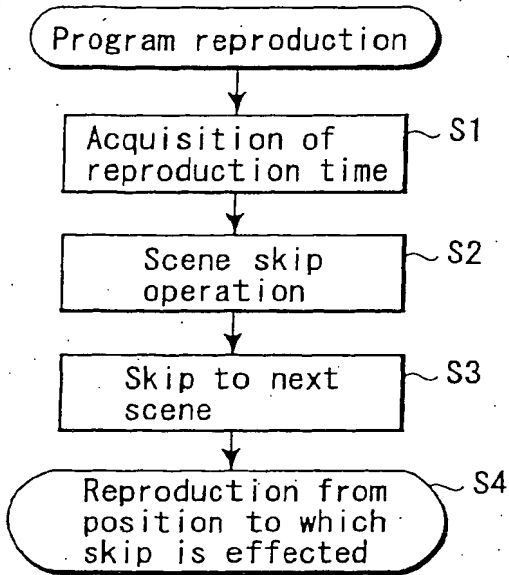 Program reproduction
Acquisition of
reproduction time
S1
Scene skip
operation
S2
Skip to next
scene
S3
Reproduction from
position to which
skip is effected
S4